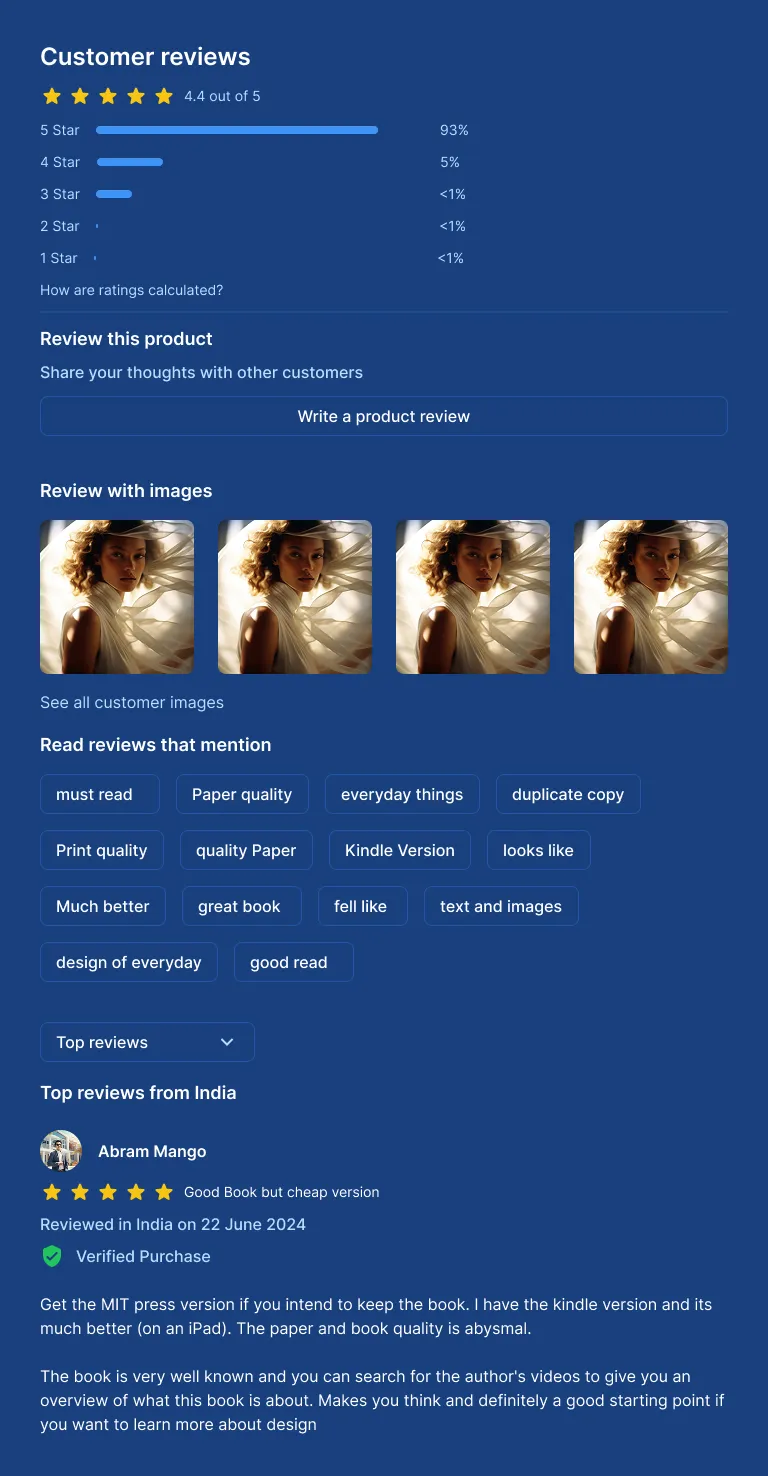 Customer reviews
4.4 out of 5
5 Star 93%
4 Star 5%
3 Star <1%
2 Star <1%
1 Star <1%
How are ratings calculated?
Review this product
Share your thoughts with other customers
Write a product review
Review with images
See all customer images
Read reviews that mention
must read Paper quality everyday things duplicate copy
Print quality quality Paper Kindle Version looks like
Much better great book fell like text and images
design of everyday good read
Top reviews
Top reviews from India
Abram Mango
Good Book but cheap version
Reviewed in India on 22 June 2024
Verified Purchase
Get the MIT press version if you intend to keep the book. I have the kindle version and its
much better (on an iPad). The paper and book quality is abysmal.
The book is very well known and you can search for the author's videos to give you an
overview of what this book is about. Makes you think and definitely a good starting point if
you want to learn more about design